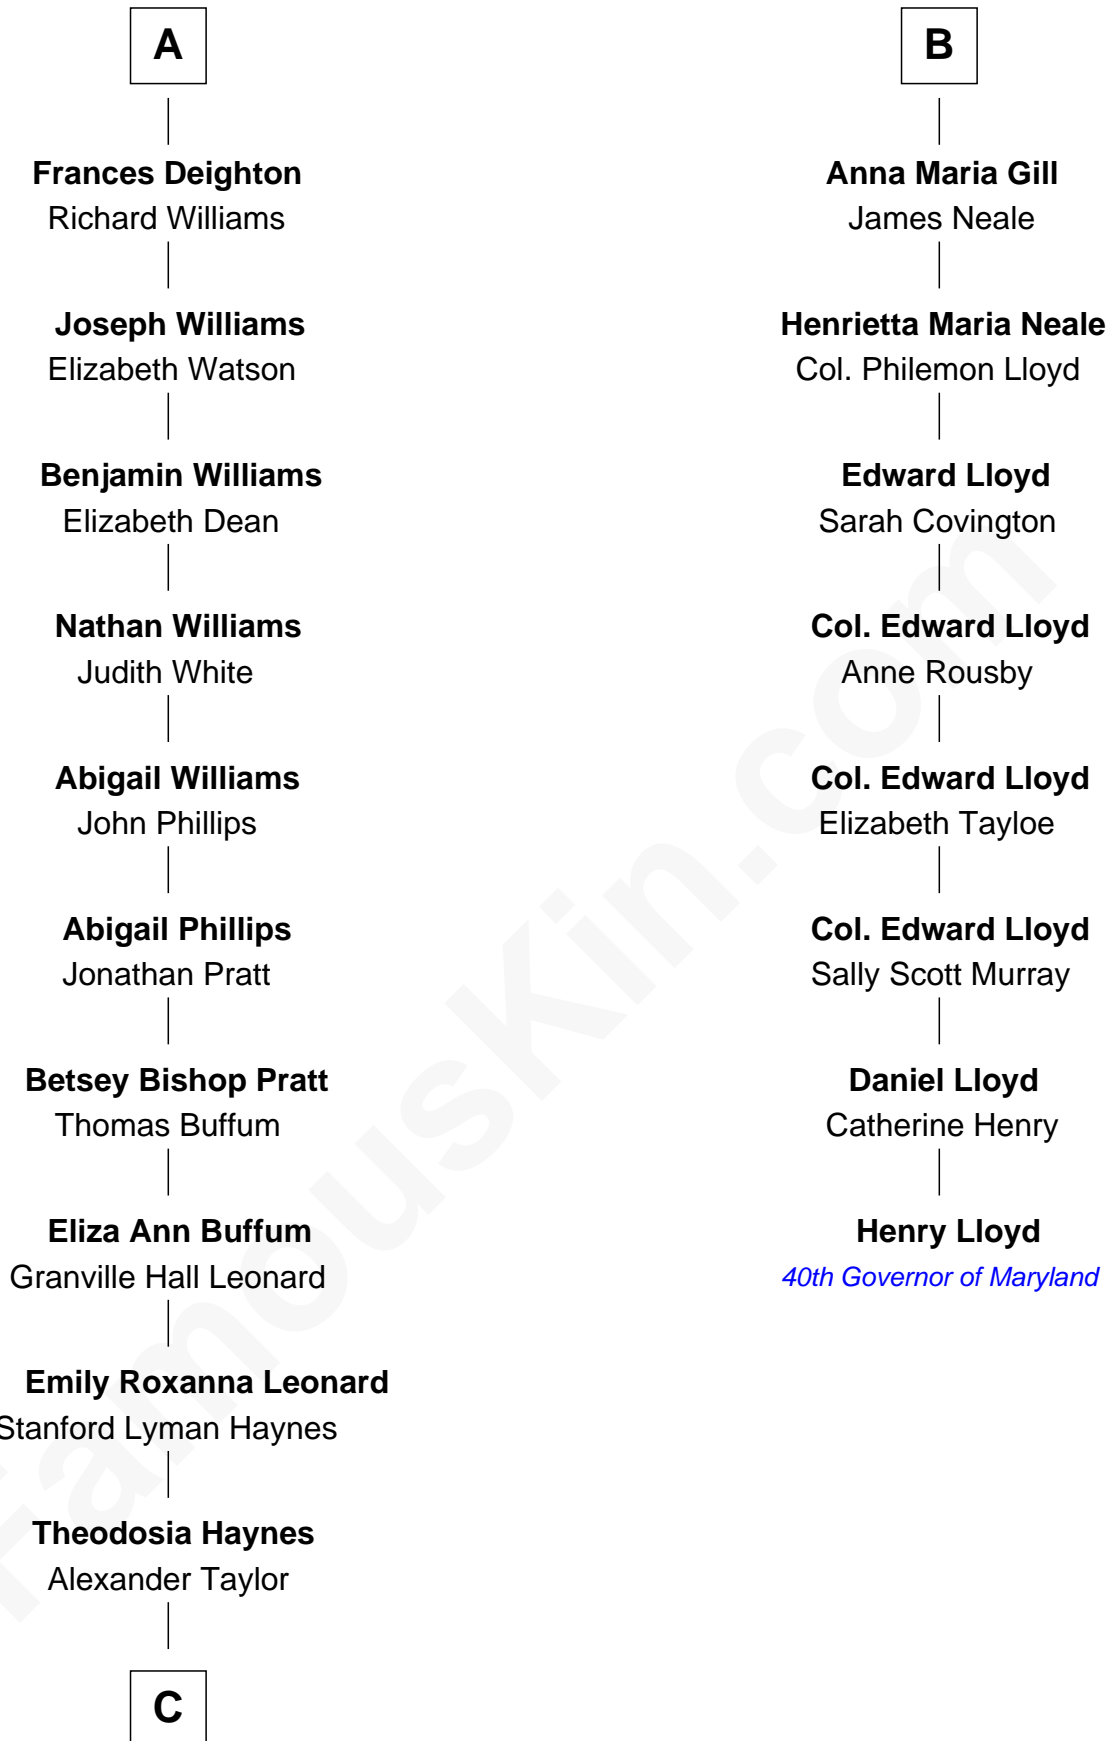 A
Frances Deighton
Richard Williams
Joseph Williams
Elizabeth Watson
Benjamin Williams
Elizabeth Dean
Nathan Williams
Judith White
Abigail Williams
John Phillips
Abigail Phillips
Jonathan Pratt
Betsey Bishop Pratt
Thomas Buffum
Eliza Ann Buffum
Granville Hall Leonard
Emily Roxanna Leonard
Stanford Lyman Haynes
Theodosia Haynes
Alexander Taylor
C
B
Anna Maria Gill
James Neale
Henrietta Maria Neale
Col. Philemon Lloyd
Edward Lloyd
Sarah Covington
Col. Edward Lloyd
Anne Rousby
Col. Edward Lloyd
Elizabeth Tayloe
Col. Edward Lloyd
Sally Scott Murray
Daniel Lloyd
Catherine Henry
Henry Lloyd
40th Governor of Maryland
FamousKin.com